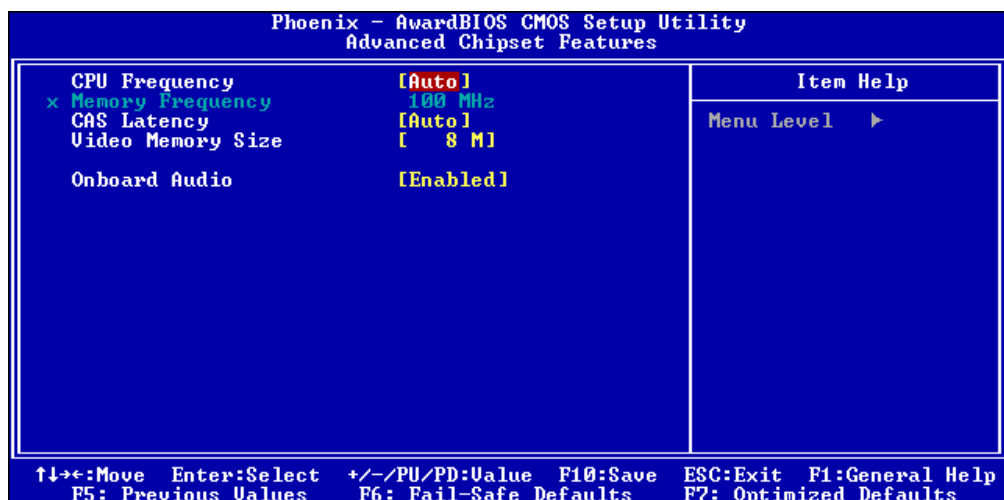 Phoenix - AwardBIOS CMOS Setup Utility
Advanced Chipset Features
CPU Frequency [Auto]
x Memory Frequency 100 MHz
CAS Latency [Auto]
Video Memory Size [ 8 M]
Onboard Audio [Enabled]
Item Help
Menu Level ▶
↑↓→←:Move Enter:Select +/-/PU/PD:Value F10:Save ESC:Exit F1:General Help
F5: Previous Values F6: Fail-Safe Defaults F7: Optimized Defaults